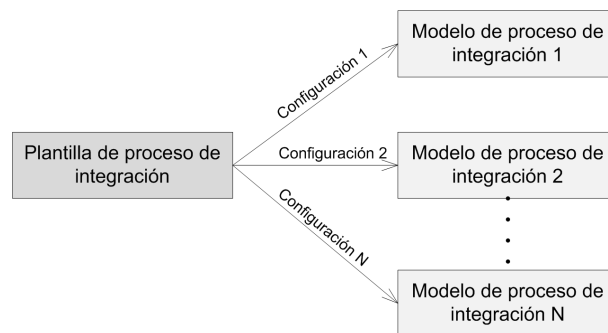 Modelo de proceso de
integración 1
Configuración 1
Plantilla de proceso de
integración
Configuración 2
Modelo de proceso de
integración 2
Configuración N
Modelo de proceso de
integración N